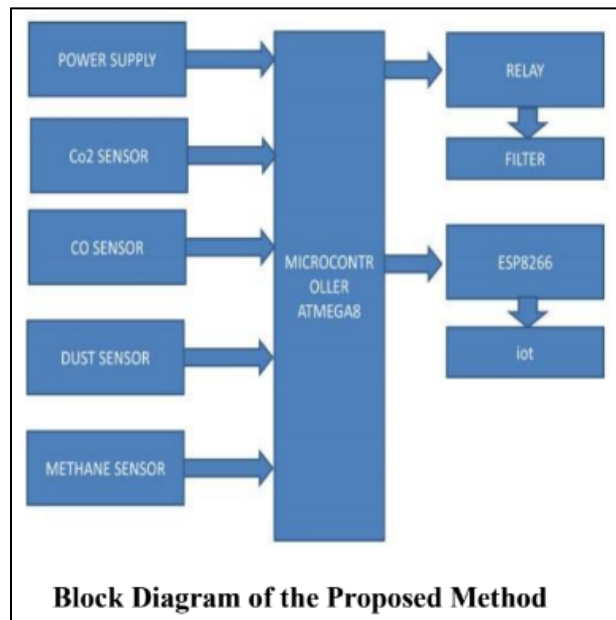 POWER SUPPLY
Co2 SENSOR
CO SENSOR
DUST SENSOR
METHANE SENSOR
MICROCONTR
OLLER
ATMEGA8
RELAY
FILTER
ESP8266
iot
Block Diagram of the Proposed Method